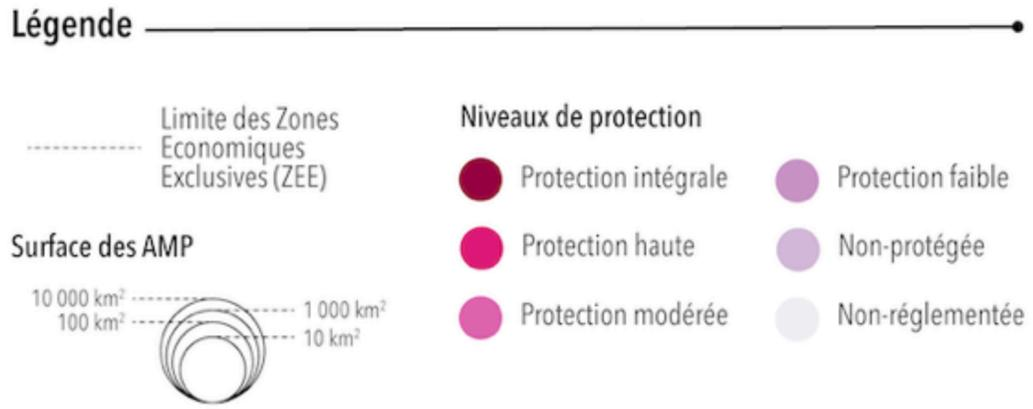 Légende
Limite des Zones
Economiques
Exclusives (ZEE)
Surface des AMP
10 000 km²
1 000 km²
100 km²
10 km²
Niveaux de protection
Protection intégrale
Protection haute
Protection modérée
Protection faible
Non-protégée
Non-réglementée